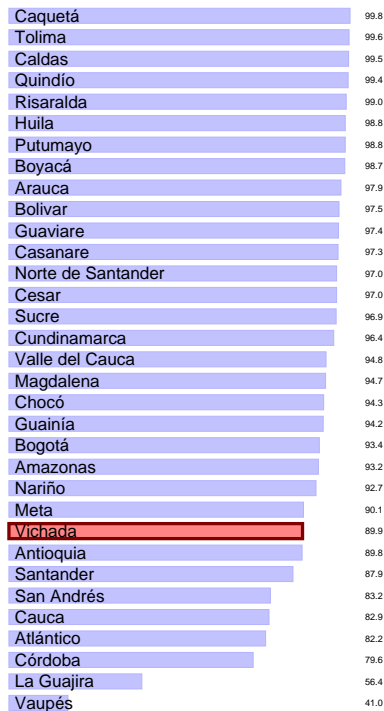 Caquetá 99.8
Tolima 99.6
Caldas 99.5
Quindío 99.4
Risaralda 99.0
Huila 98.8
Putumayo 98.8
Boyacá 98.7
Arauca 97.9
Bolivar 97.5
Guaviare 97.4
Casanare 97.3
Norte de Santander 97.0
Cesar 97.0
Sucre 96.9
Cundinamarca 96.4
Valle del Cauca 94.8
Magdalena 94.7
Chocó 94.3
Guainía 94.2
Bogotá 93.4
Amazonas 93.2
Nariño 92.7
Meta 90.1
Vichada 89.9
Antioquia 89.8
Santander 87.9
San Andrés 83.2
Cauca 82.9
Atlántico 82.2
Córdoba 79.6
La Guajira 56.4
Vaupés 41.0